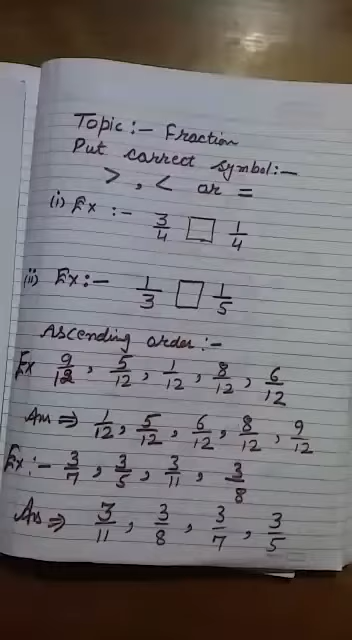 Topic:- Fraction
Put correct symbol:-
> , < or =
(i) Ex :- 3/4 □ 1/4
(ii) Ex:- 1/3 □ 1/5
Ascending order:-
Ex 9/12, 5/12, 1/12, 8/12, 6/12
Ans ⇒ 1/12, 5/12, 6/12, 8/12, 9/12
Ex:- 3/7, 3/5, 3/11, 3/8
Ans ⇒ 3/11, 3/8, 3/7, 3/5